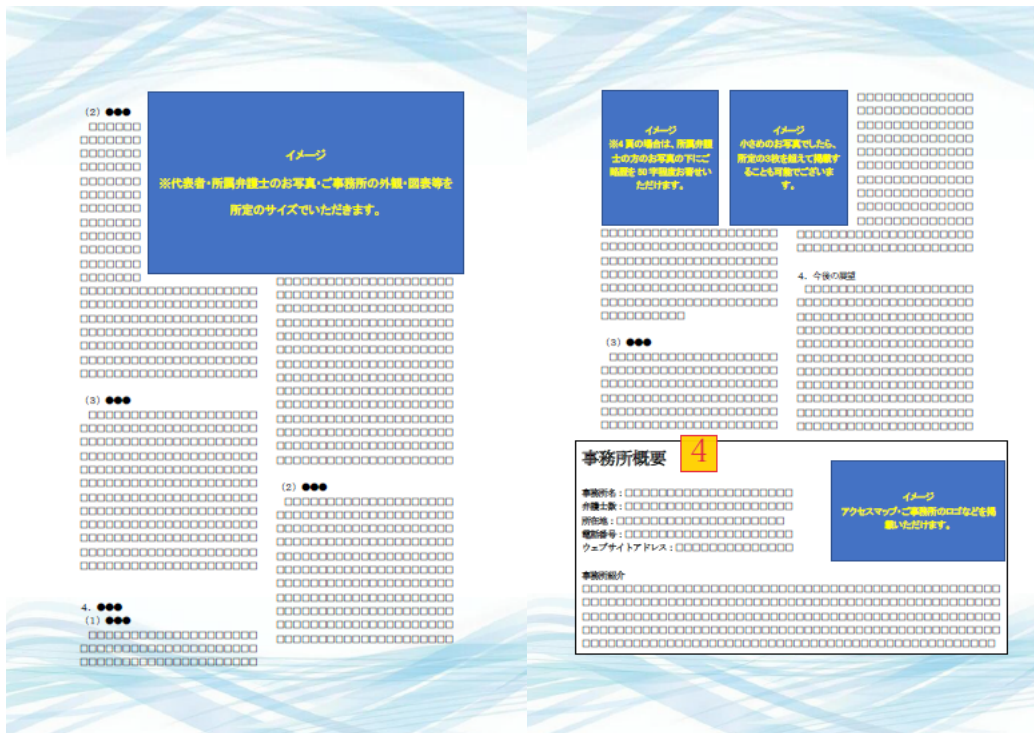 (2) ●●●
イメージ
※代表者・所属弁護士のお写真・ご事務所の外観・図表等を
所定のサイズでいただきます。
(3) ●●●
4. ●●●
(1) ●●●
(2) ●●●
イメージ
※4 頁の場合は、所属弁護
士の方のお写真の下にご
略歴を 50 字程度お寄せい
ただけます。
イメージ
小さめのお写真でしたら、
所定の3枚を超えて掲載す
ることも可能でございま
す。
(3) ●●●
4. 今後の展望
事務所概要
4
事務所名：
弁護士数：
所在地：
電話番号：
ウェブサイトアドレス：
イメージ
アクセスマップ・ご事務所のロゴなどを掲
載いただけます。
事務所紹介